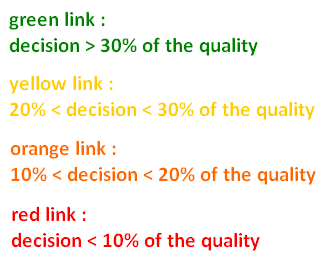 green link :
decision > 30% of the quality
yellow link :
20% < decision < 30% of the quality
orange link :
10% < decision < 20% of the quality
red link :
decision < 10% of the quality